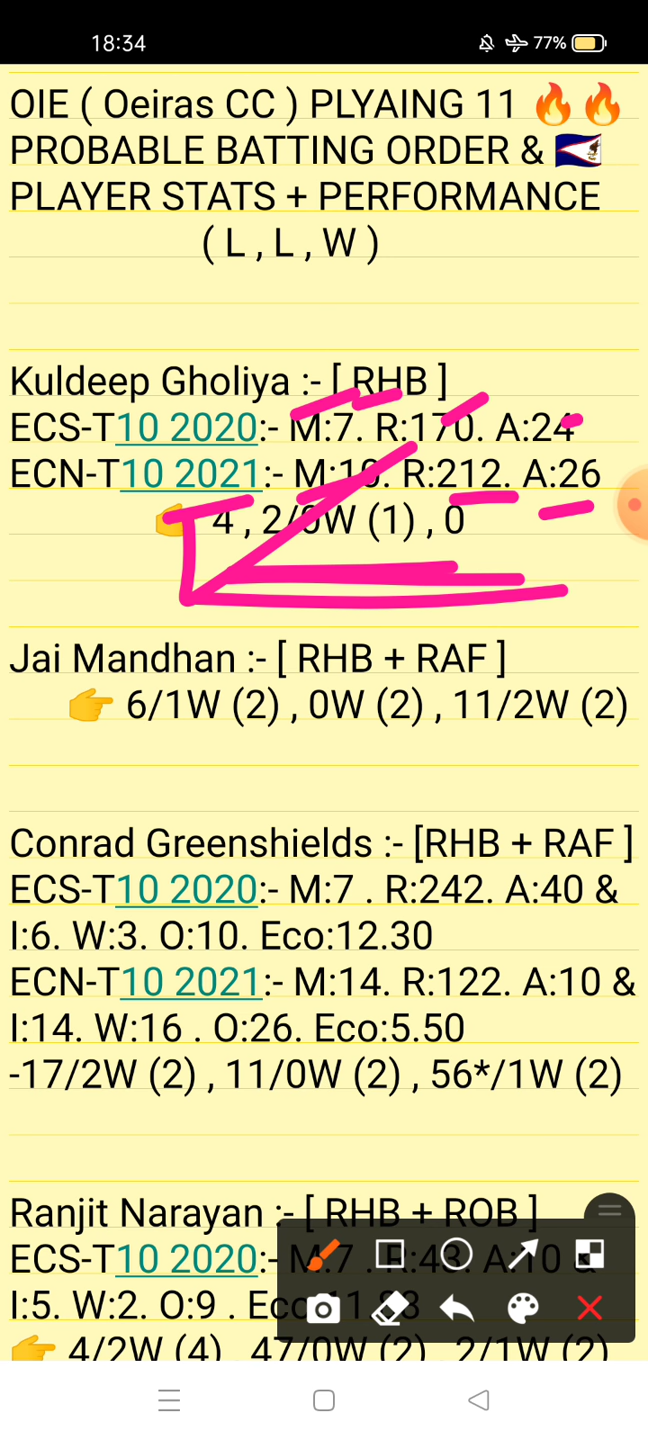 18:34
77%
OIE ( Oeiras CC ) PLYAING 11 🔥🔥
PROBABLE BATTING ORDER & 🇦🇸
PLAYER STATS + PERFORMANCE
( L , L , W )
Kuldeep Gholiya :- [ RHB ]
ECS-T10 2020:- M:7. R:170. A:24
ECN-T10 2021:- M:10. R:212. A:26
4 , 2/0W (1) , 0
Jai Mandhan :- [ RHB + RAF ]
👉 6/1W (2) , 0W (2) , 11/2W (2)
Conrad Greenshields :- [RHB + RAF ]
ECS-T10 2020:- M:7 . R:242. A:40 &
I:6. W:3. O:10. Eco:12.30
ECN-T10 2021:- M:14. R:122. A:10 &
I:14. W:16 . O:26. Eco:5.50
-17/2W (2) , 11/0W (2) , 56*/1W (2)
Ranjit Narayan :- [ RHB + ROB ]
ECS-T10 2020:- M:7 . R:43. A:10 &
I:5. W:2. O:9 . Eco
👉 4/2W (4) , 47/0W (2) , 2/1W (2)